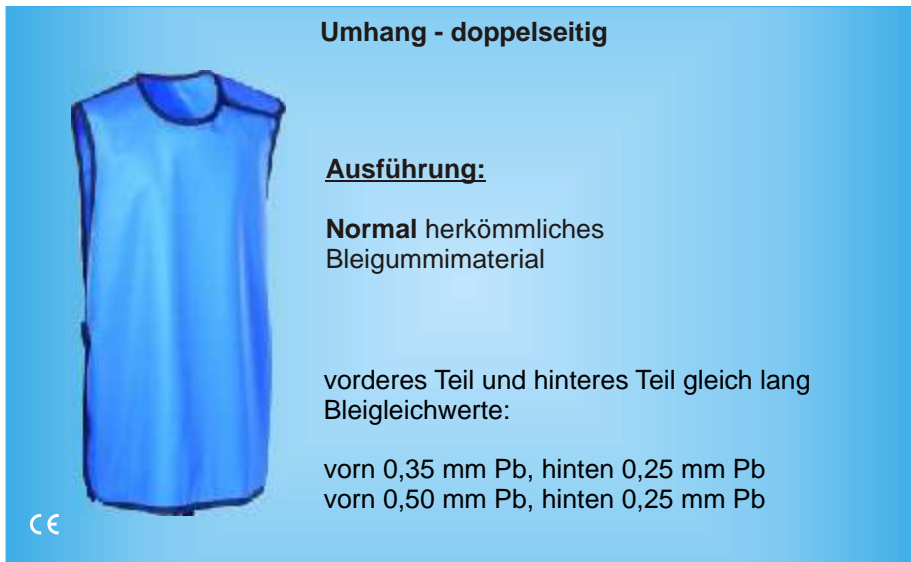 Umhang - doppelseitig
Ausführung:
Normal herkömmliches
Bleigummimaterial
vorderes Teil und hinteres Teil gleich lang
Bleigleichwerte:
vorn 0,35 mm Pb, hinten 0,25 mm Pb
vorn 0,50 mm Pb, hinten 0,25 mm Pb
CE